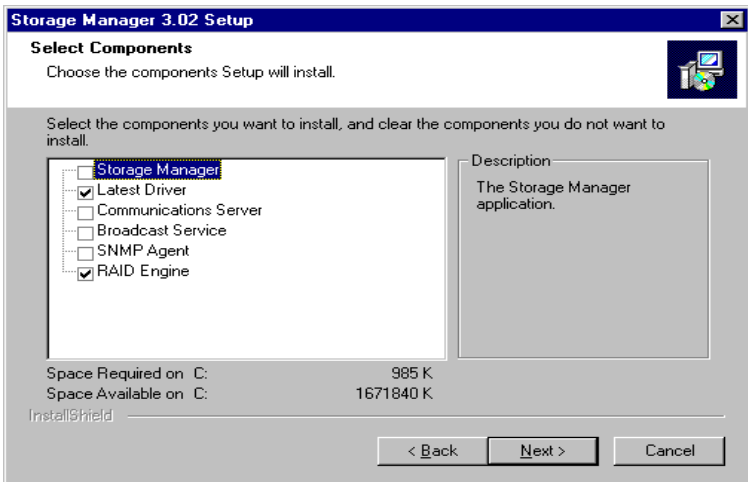 Storage Manager 3.02 Setup
Select Components
Choose the components Setup will install.
Select the components you want to install, and clear the components you do not want to
install.
Storage Manager
Latest Driver
Communications Server
Broadcast Service
SNMP Agent
RAID Engine
Description
The Storage Manager
application.
Space Required on C: 985 K
Space Available on C: 1671840 K
InstallShield
< Back Next > Cancel